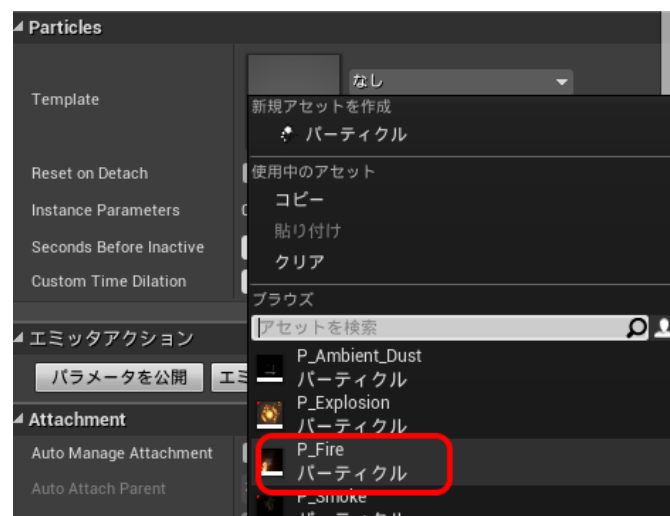 Particles
Template
なし
新規アセットを作成
パーティクル
使用中のアセット
コピー
貼り付け
クリア
Reset on Detach
Instance Parameters
Seconds Before Inactive
Custom Time Dilation
ブラウズ
アセットを検索
P_Ambient_Dust
パーティクル
P_Explosion
パーティクル
P_Fire
パーティクル
P_Smoke
エミッタアクション
パラメータを公開
エミ
Attachment
Auto Manage Attachment
Auto Attach Parent